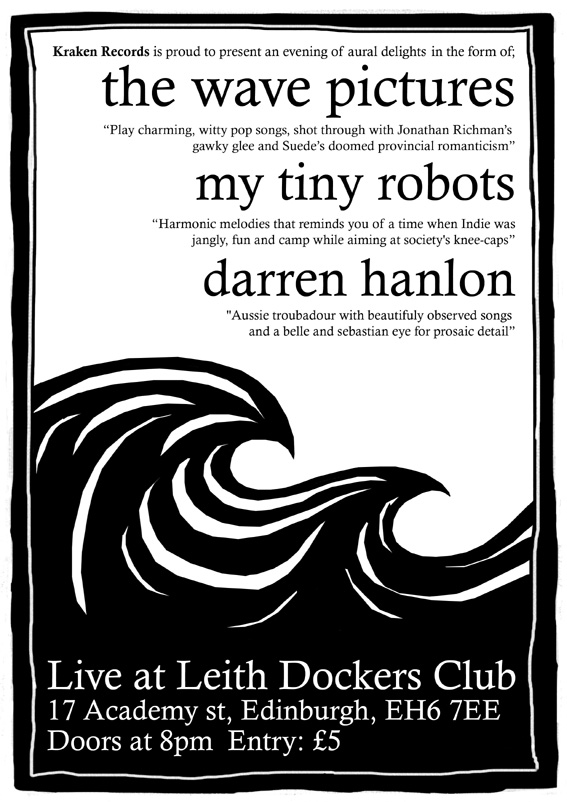 Kraken Records is proud to present an evening of aural delights in the form of;
the wave pictures
“Play charming, witty pop songs, shot through with Jonathan Richman's
gawky glee and Suede's doomed provincial romanticism”
my tiny robots
“Harmonic melodies that reminds you of a time when Indie was
jangly, fun and camp while aiming at society's knee-caps”
darren hanlon
"Aussie troubadour with beautifuly observed songs
and a belle and sebastian eye for prosaic detail”
Live at Leith Dockers Club
17 Academy st, Edinburgh, EH6 7EE
Doors at 8pm  Entry: £5